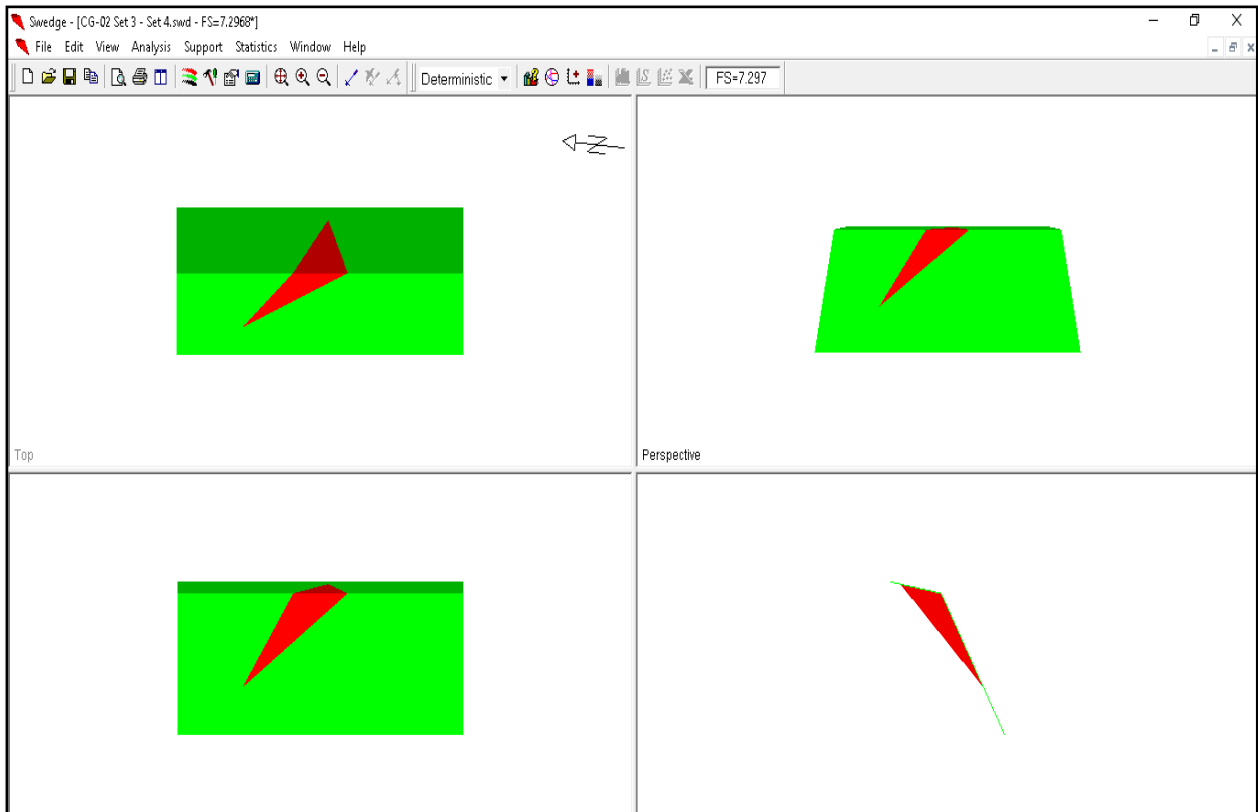 Swedge - [CG-02 Set 3 - Set 4.swd - FS=7.2968*]
File Edit View Analysis Support Statistics Window Help
Deterministic FS=7.297
N
Top
Perspective